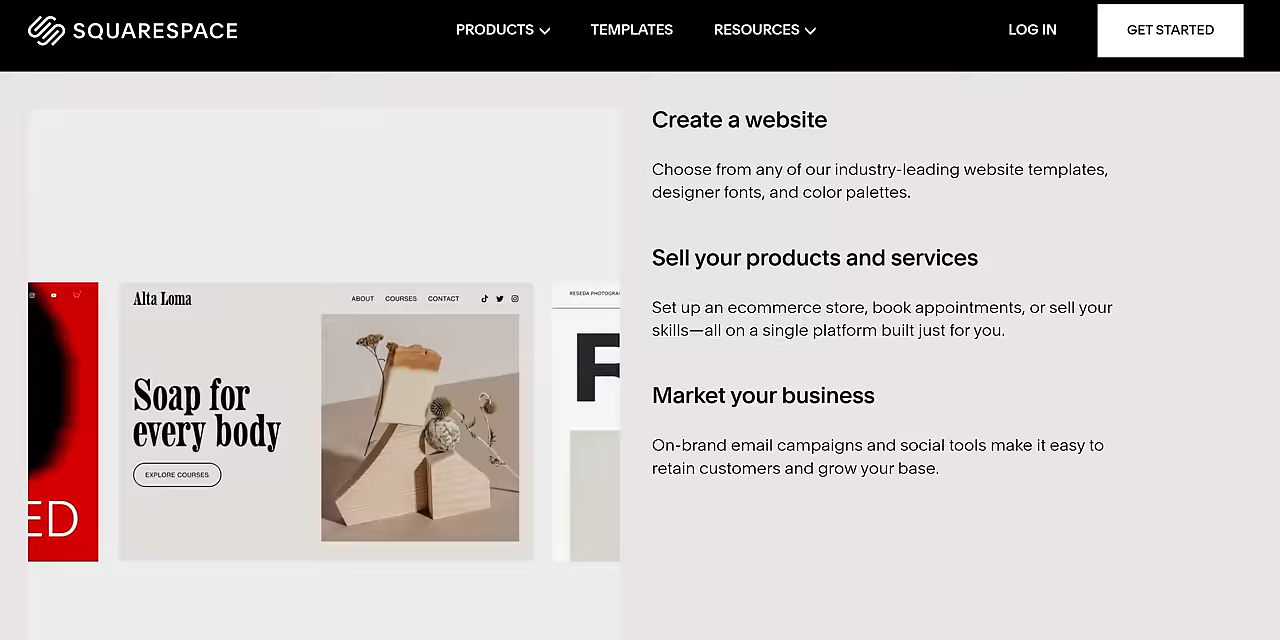 SQUARESPACE
PRODUCTS
TEMPLATES
RESOURCES
LOG IN
GET STARTED
Create a website
Choose from any of our industry-leading website templates,
designer fonts, and color palettes.
Sell your products and services
Set up an ecommerce store, book appointments, or sell your
skills—all on a single platform built just for you.
Market your business
On-brand email campaigns and social tools make it easy to
retain customers and grow your base.
ED
Alta Loma
ABOUT
COURSES
CONTACT
Soap for
every body
EXPLORE COURSES
RESEDA